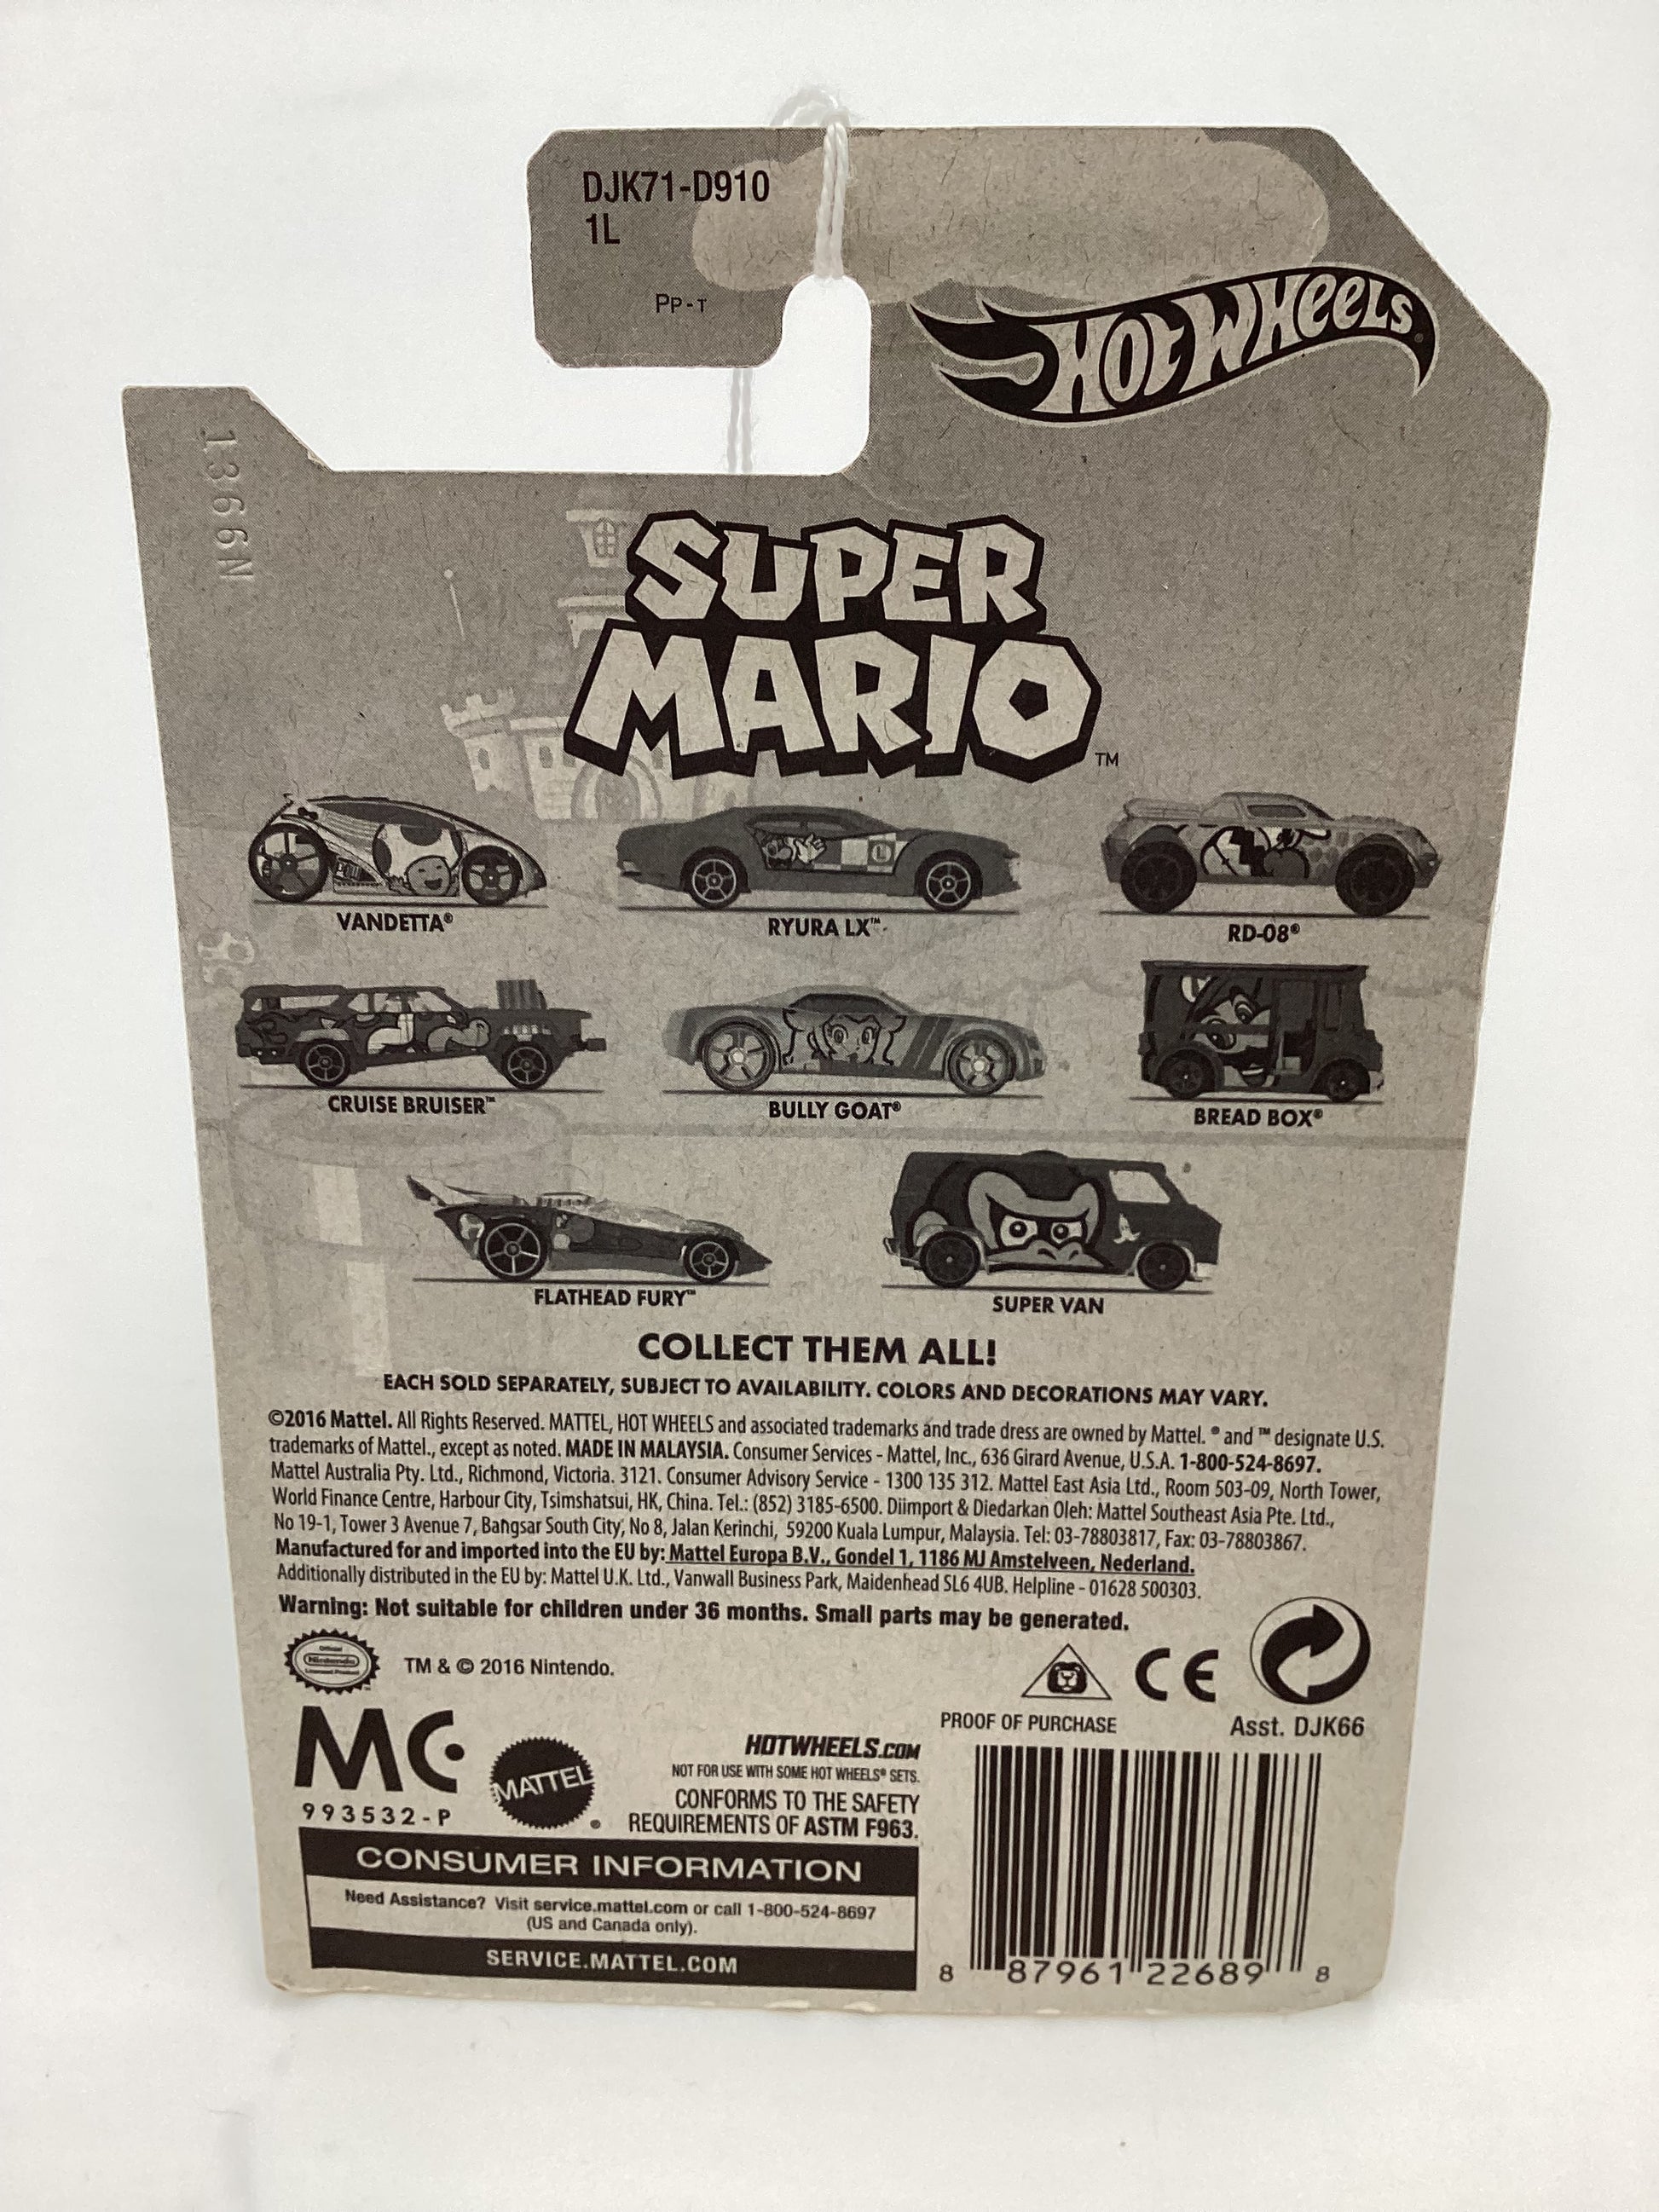 DJK71-D910
1L
PP-T
HOT WHEELS
1366N
SUPER
MARIO™
VANDETTA®
RYURA LX™
RD-08®
CRUISE BRUISER™
BULLY GOAT®
BREAD BOX®
FLATHEAD FURY™
SUPER VAN
COLLECT THEM ALL!
EACH SOLD SEPARATELY, SUBJECT TO AVAILABILITY. COLORS AND DECORATIONS MAY VARY.
©2016 Mattel. All Rights Reserved. MATTEL, HOT WHEELS and associated trademarks and trade dress are owned by Mattel. ® and ™ designate U.S.
trademarks of Mattel., except as noted. MADE IN MALAYSIA. Consumer Services - Mattel, Inc., 636 Girard Avenue, U.S.A. 1-800-524-8697.
Mattel Australia Pty. Ltd., Richmond, Victoria. 3121. Consumer Advisory Service - 1300 135 312. Mattel East Asia Ltd., Room 503-09, North Tower,
World Finance Centre, Harbour City, Tsimshatsui, HK, China. Tel.: (852) 3185-6500. Diimport & Diedarkan Oleh: Mattel Southeast Asia Pte. Ltd.,
No 19-1, Tower 3 Avenue 7, Bangsar South City, No 8, Jalan Kerinchi, 59200 Kuala Lumpur, Malaysia. Tel: 03-78803817, Fax: 03-78803867.
Manufactured for and imported into the EU by: Mattel Europa B.V., Gondel 1, 1186 MJ Amstelveen, Nederland.
Additionally distributed in the EU by: Mattel U.K. Ltd., Vanwall Business Park, Maidenhead SL6 4UB. Helpline - 01628 500303.
Warning: Not suitable for children under 36 months. Small parts may be generated.
Official
Nintendo
Licensed Product
TM & © 2016 Nintendo.
CE
MC
993532-P
MATTEL®
HOTWHEELS.COM
NOT FOR USE WITH SOME HOT WHEELS® SETS.
CONFORMS TO THE SAFETY
REQUIREMENTS OF ASTM F963.
PROOF OF PURCHASE
Asst. DJK66
CONSUMER INFORMATION
Need Assistance? Visit service.mattel.com or call 1-800-524-8697
(US and Canada only).
SERVICE.MATTEL.COM
8 87961 22689 8